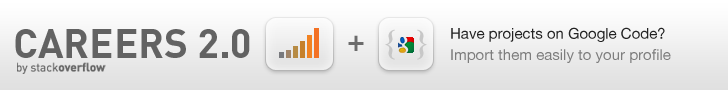 CAREERS 2.0
by stackoverflow
+
{ }
Have projects on Google Code?
Import them easily to your profile